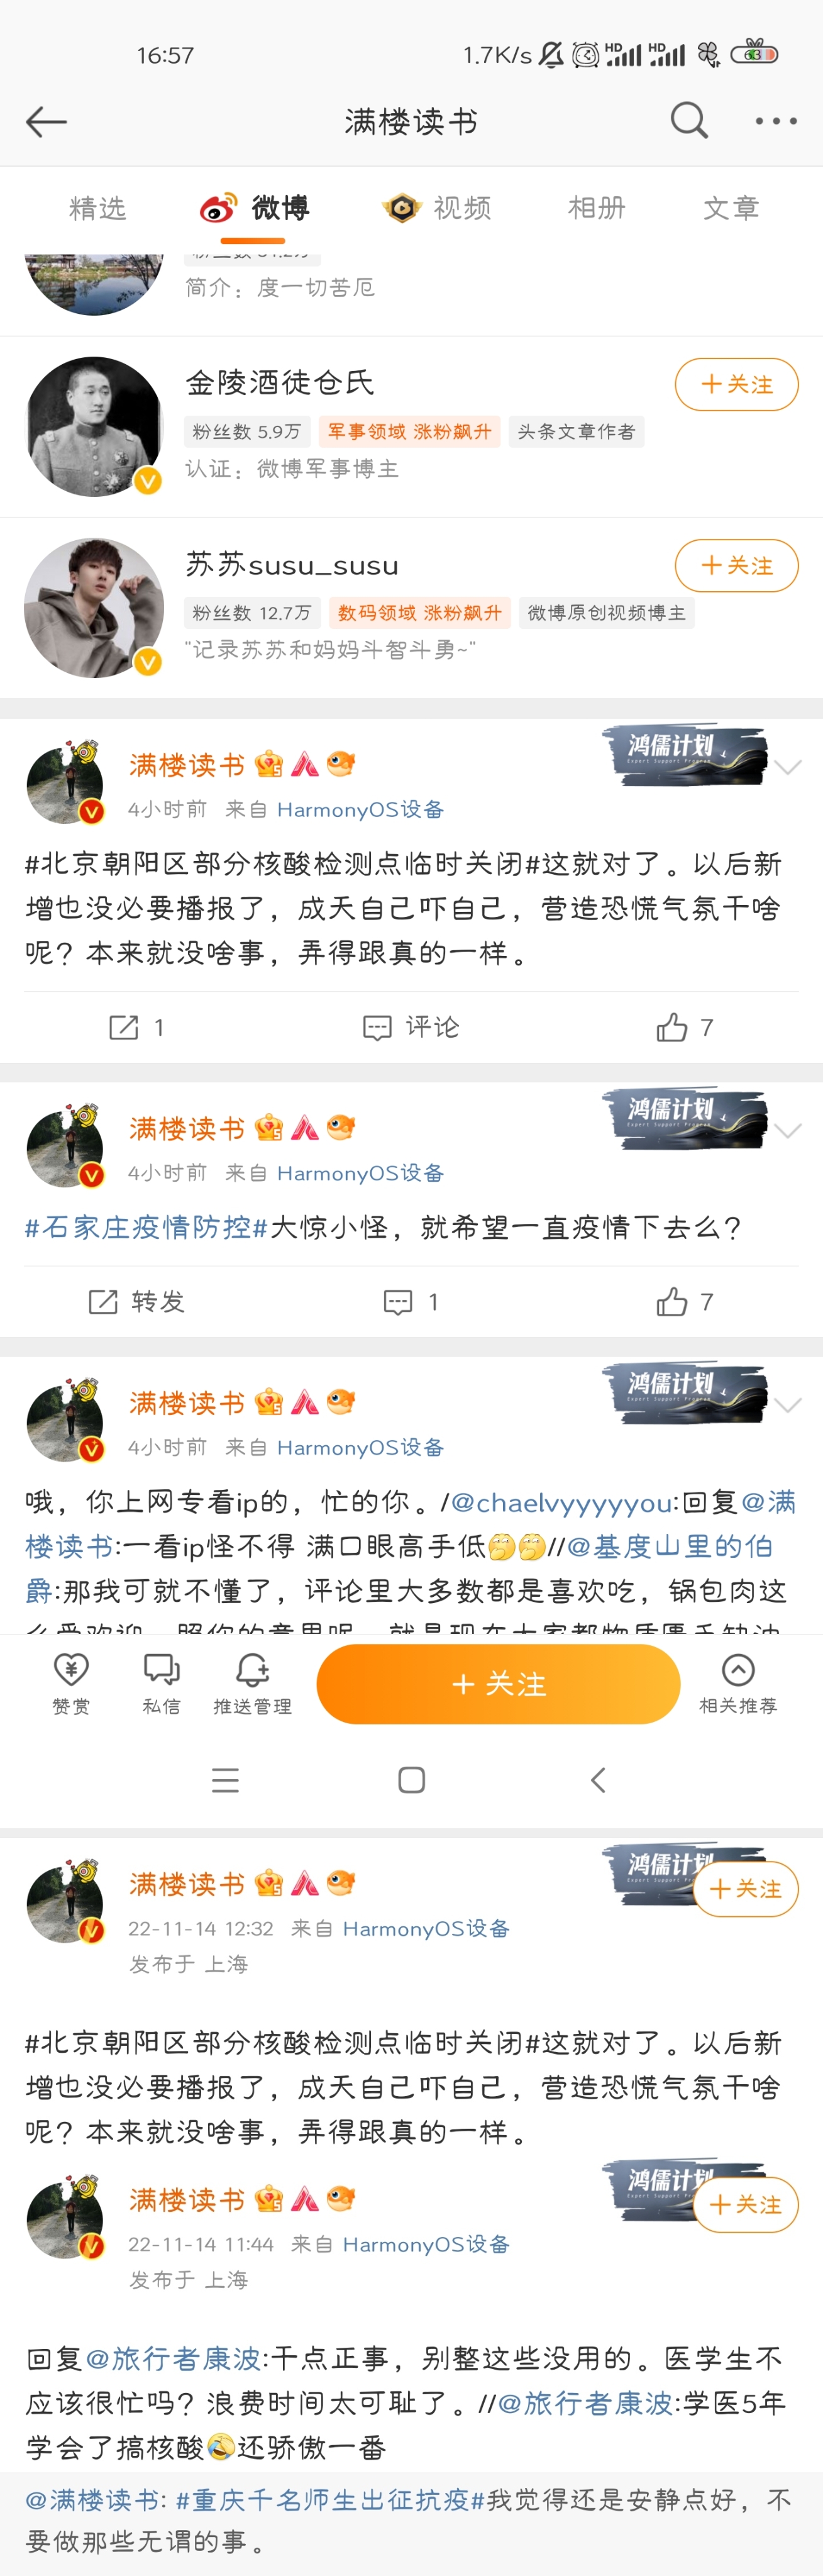 16:57
1.7K/s HD HD 63
满楼读书
精选 微博 视频 相册 文章
简介：度一切苦厄
金陵酒徒仓氏
+关注
粉丝数 5.9万 军事领域 涨粉飙升 头条文章作者
认证：微博军事博主
苏苏susu_susu
+关注
粉丝数 12.7万 数码领域 涨粉飙升 微博原创视频博主
"记录苏苏和妈妈斗智斗勇~"
满楼读书
鸿儒计划
Expert Support Program
4小时前 来自 HarmonyOS设备
#北京朝阳区部分核酸检测点临时关闭#这就对了。以后新
增也没必要播报了，成天自己吓自己，营造恐慌气氛干啥
呢？本来就没啥事，弄得跟真的一样。
1 评论 7
满楼读书
鸿儒计划
Expert Support Program
4小时前 来自 HarmonyOS设备
#石家庄疫情防控#大惊小怪，就希望一直疫情下去么？
转发 1 7
满楼读书
鸿儒计划
Expert Support Program
4小时前 来自 HarmonyOS设备
哦，你上网专看ip的，忙的你。/@chaelvyyyyyou:回复@满
楼读书:一看ip怪不得 满口眼高手低//@基度山里的伯
爵:那我可就不懂了，评论里大多数都是喜欢吃，锅包肉这
赞赏 私信 推送管理 +关注 相关推荐
满楼读书
鸿儒计划
+关注
22-11-14 12:32 来自 HarmonyOS设备
发布于 上海
#北京朝阳区部分核酸检测点临时关闭#这就对了。以后新
增也没必要播报了，成天自己吓自己，营造恐慌气氛干啥
呢？本来就没啥事，弄得跟真的一样。
满楼读书
鸿儒计划
+关注
22-11-14 11:44 来自 HarmonyOS设备
发布于 上海
回复@旅行者康波:干点正事，别整这些没用的。医学生不
应该很忙吗？浪费时间太可耻了。//@旅行者康波:学医5年
学会了搞核酸还骄傲一番
@满楼读书: #重庆千名师生出征抗疫#我觉得还是安静点好，不
要做那些无谓的事。